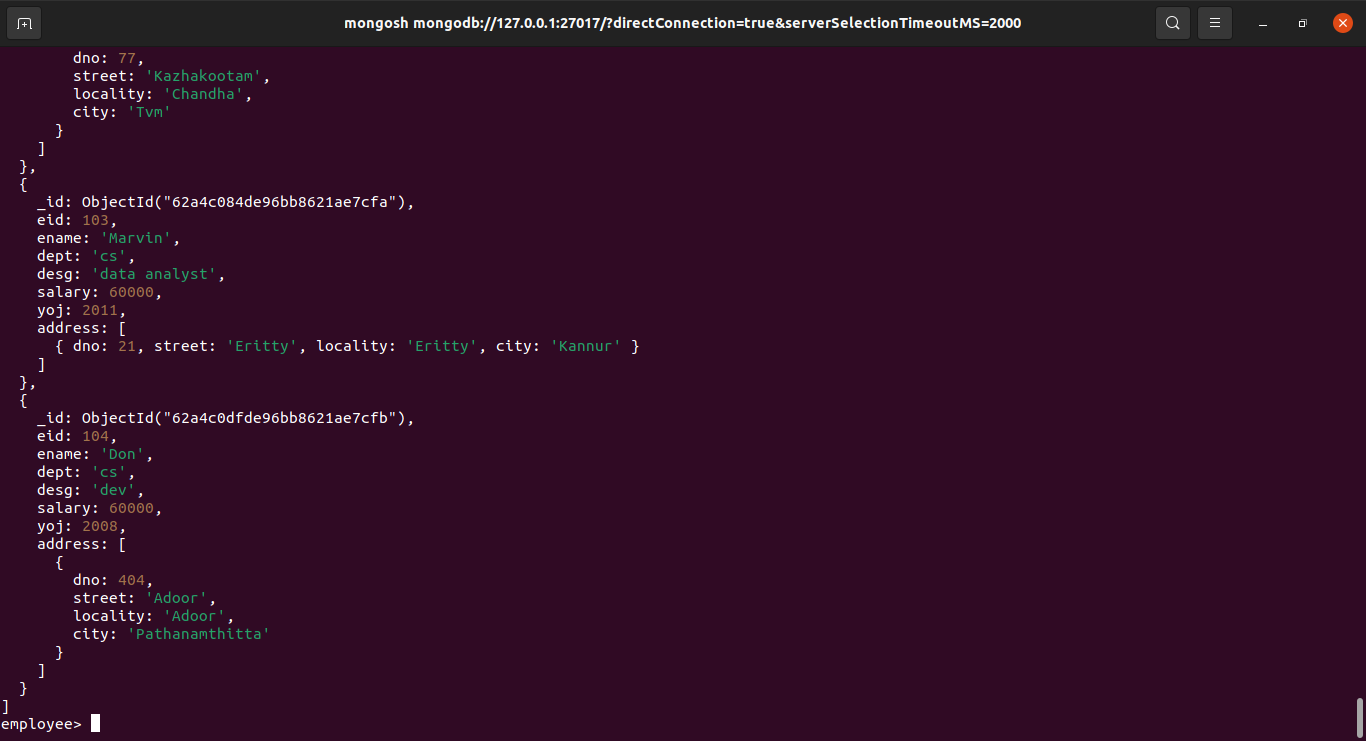 mongosh mongodb://127.0.0.1:27017/?directConnection=true&serverSelectionTimeoutMS=2000
        dno: 77,
        street: 'Kazhakootam',
        locality: 'Chandha',
        city: 'Tvm'
      }
    ]
  },
  {
    _id: ObjectId("62a4c084de96bb8621ae7cfa"),
    eid: 103,
    ename: 'Marvin',
    dept: 'cs',
    desg: 'data analyst',
    salary: 60000,
    yoj: 2011,
    address: [
      { dno: 21, street: 'Eritty', locality: 'Eritty', city: 'Kannur' }
    ]
  },
  {
    _id: ObjectId("62a4c0dfde96bb8621ae7cfb"),
    eid: 104,
    ename: 'Don',
    dept: 'cs',
    desg: 'dev',
    salary: 60000,
    yoj: 2008,
    address: [
      {
        dno: 404,
        street: 'Adoor',
        locality: 'Adoor',
        city: 'Pathanamthitta'
      }
    ]
  }
]
employee>